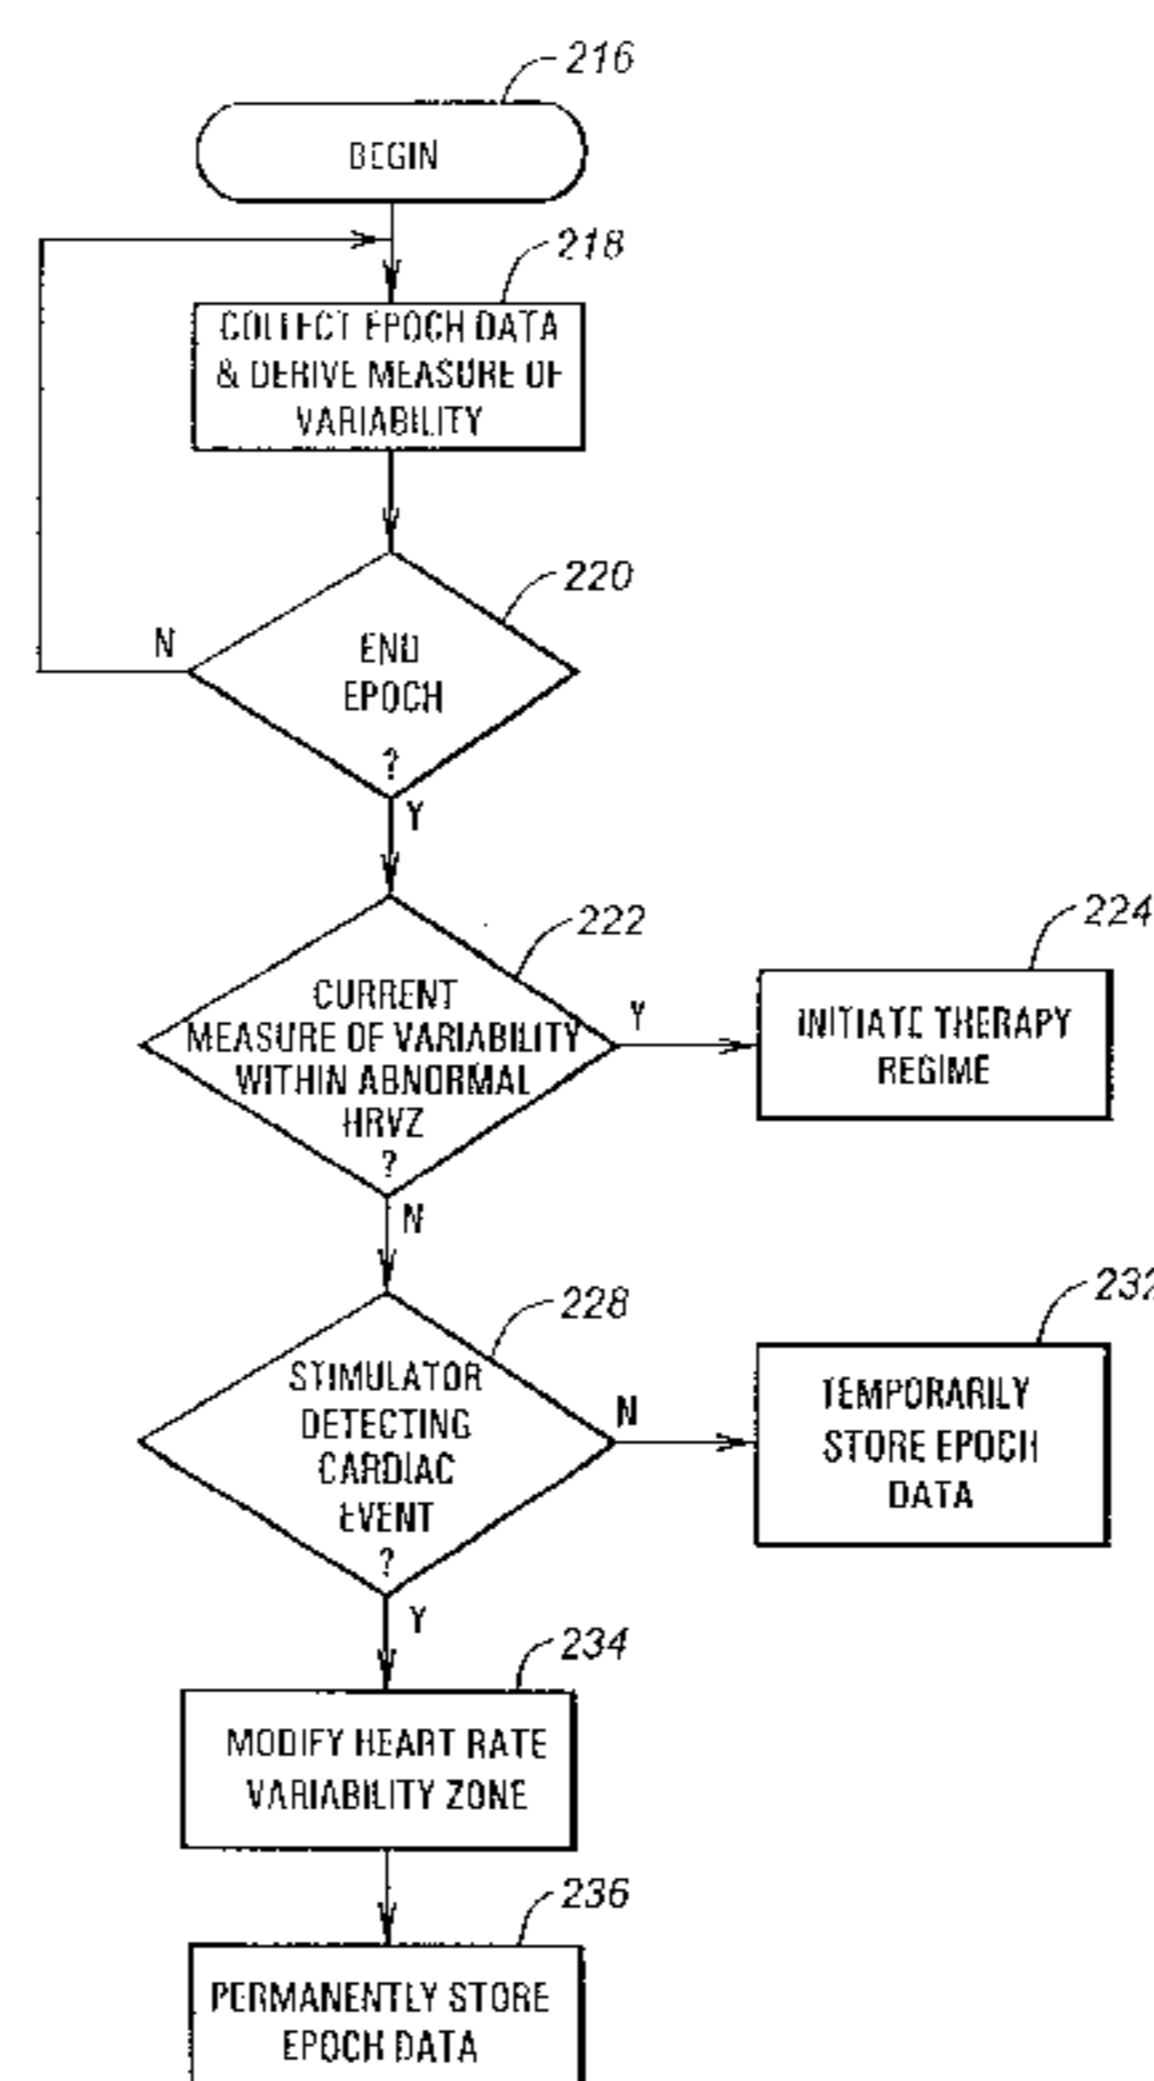 216
BEGIN
218
COLLECT EPOCH DATA
& DERIVE MEASURE OF
VARIABILITY
220
END
EPOCH
?
N
Y
222
CURRENT
MEASURE OF VARIABILITY
WITHIN ABNORMAL
HRVZ
?
Y
224
INITIATE THERAPY
REGIME
N
228
STIMULATOR
DETECTING
CARDIAC
EVENT
?
N
232
TEMPORARILY
STORE EPOCH
DATA
Y
234
MODIFY HEART RATE
VARIABILITY ZONE
236
PERMANENTLY STORE
EPOCH DATA